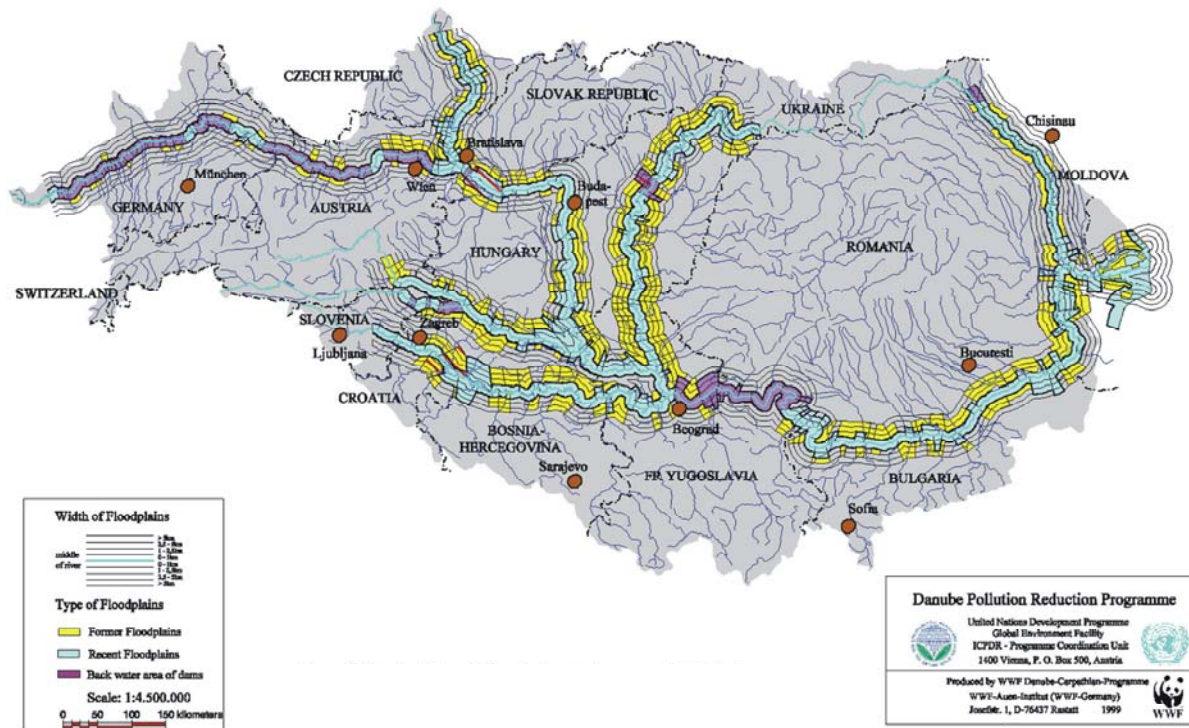 CZECH REPUBLIC
SLOVAK REPUBLIC
UKRAINE
Chisinau
MOLDOVA
Bratislava
München
Wien
Buda-
pest
GERMANY
AUSTRIA
HUNGARY
ROMANIA
SWITZERLAND
SLOVENIA
Zagreb
Ljubljana
Bucuresti
CROATIA
Beograd
BOSNIA-
HERCEGOVINA
FR. YUGOSLAVIA
BULGARIA
Sarajevo
Sofia
Width of Floodplains
middle
of river
Type of Floodplains
Former Floodplains
Recent Floodplains
Back water area of dams
Scale: 1:4.500.000
0 50 100 150 kilometers
Danube Pollution Reduction Programme
United Nations Development Programme
Global Environment Facility
ICPDR - Programme Coordination Unit
1400 Vienna, P. O. Box 500, Austria
Produced by WWF Danube-Carpathian-Programme
WWF-Auen-Institut (WWF-Germany)
Josefstr. 1, D-76437 Rastatt 1999
WWF